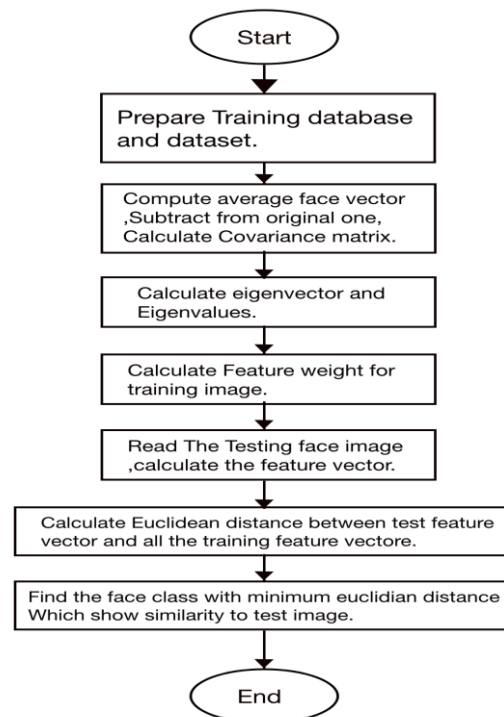 Start
Prepare Training database
and dataset.
Compute average face vector
,Subtract from original one,
Calculate Covariance matrix.
Calculate eigenvector and
Eigenvalues.
Calculate Feature weight for
training image.
Read The Testing face image
,calculate the feature vector.
Calculate Euclidean distance between test feature
vector and all the training feature vectore.
Find the face class with minimum euclidian distance
Which show similarity to test image.
End